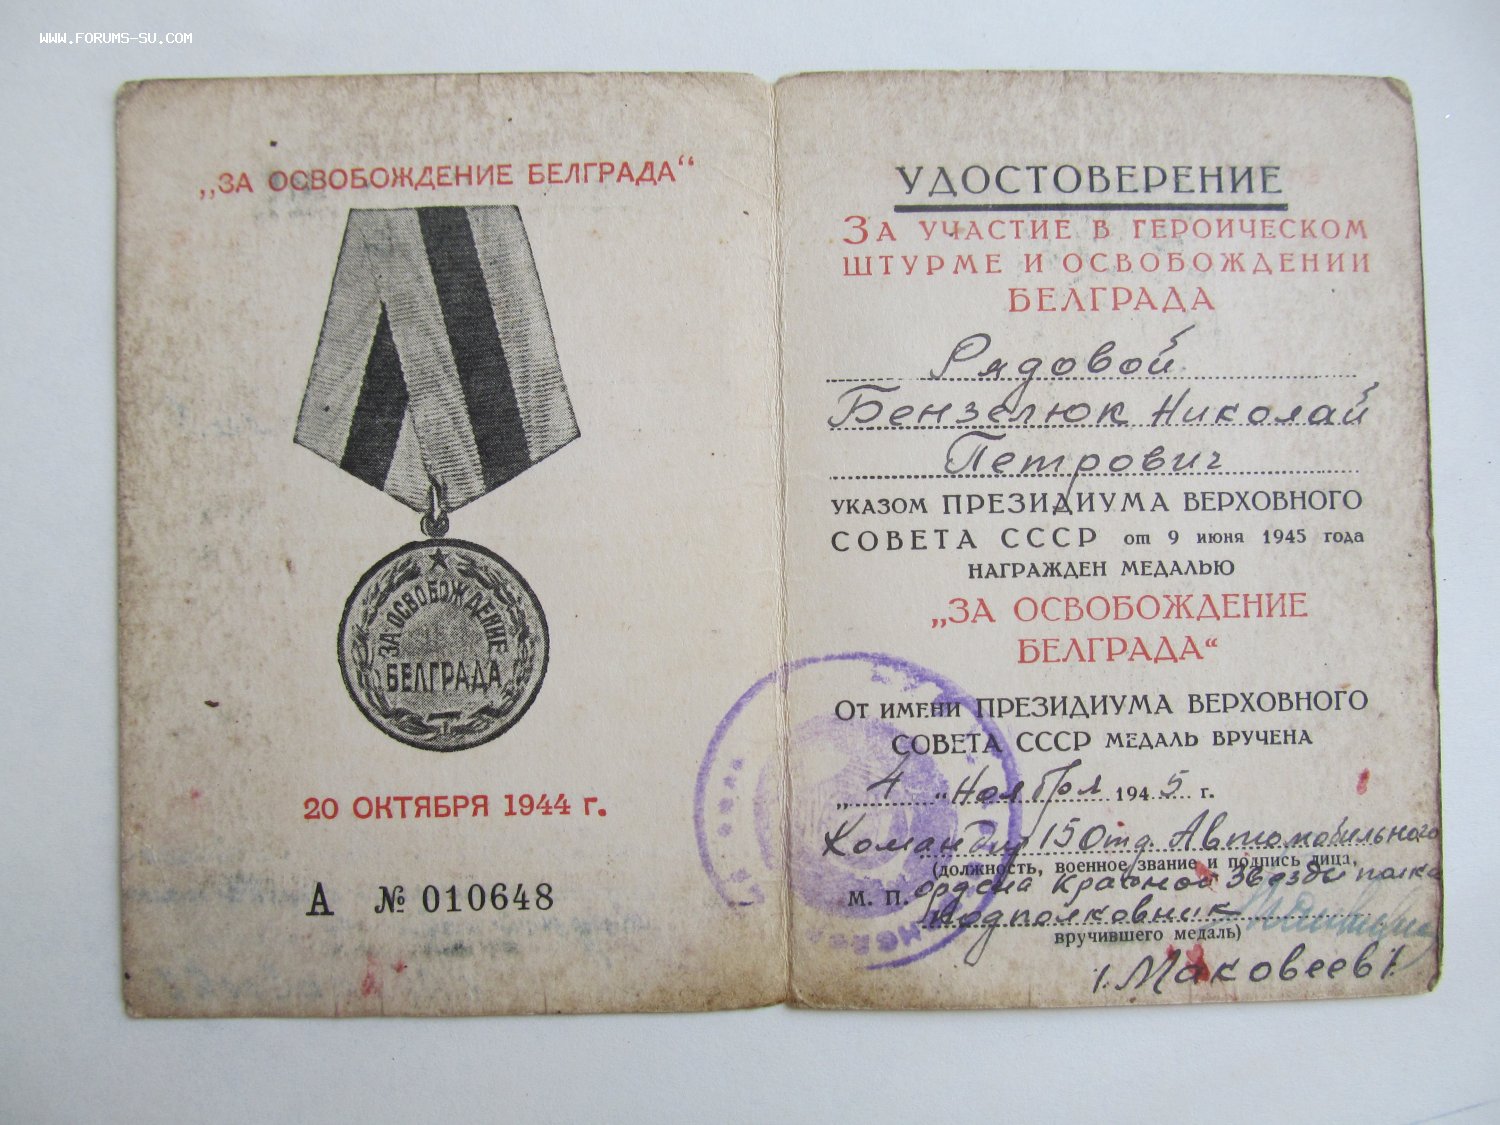 WWW.FORUMS-SU.COM
„ЗА ОСВОБОЖДЕНИЕ БЕЛГРАДА“
ЗА ОСВОБОЖДЕНИЕ
БЕЛГРАДА
20 ОКТЯБРЯ 1944 г.
А № 010648
УДОСТОВЕРЕНИЕ
ЗА УЧАСТИЕ В ГЕРОИЧЕСКОМ
ШТУРМЕ И ОСВОБОЖДЕНИИ
БЕЛГРАДА
Рядовой
Бензелюк Николай
Петрович
УКАЗОМ ПРЕЗИДИУМА ВЕРХОВНОГО
СОВЕТА СССР от 9 июня 1945 года
НАГРАЖДЕН МЕДАЛЬЮ
„ЗА ОСВОБОЖДЕНИЕ
БЕЛГРАДА“
ОТ ИМЕНИ ПРЕЗИДИУМА ВЕРХОВНОГО
СОВЕТА СССР МЕДАЛЬ ВРУЧЕНА
„4“ Ноября 1945 г.
Командир 15 Отд. Автомобильного
(должность, военное звание и подпись лица,
М. П. ордена Красной Звезды полка
Подполковник
вручившего медаль)
/. Маковеев /.